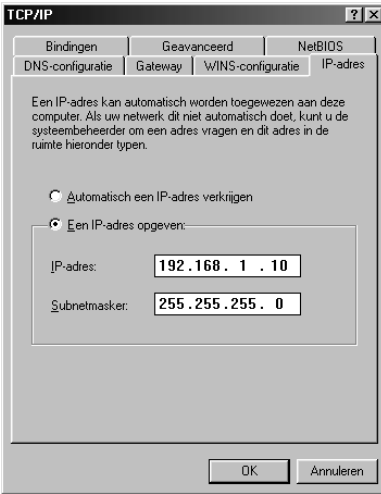 TCP/IP
Bindingen Geavanceerd NetBIOS
DNS-configuratie Gateway WINS-configuratie IP-adres
Een IP-adres kan automatisch worden toegewezen aan deze
computer. Als uw netwerk dit niet automatisch doet, kunt u de
systeembeheerder om een adres vragen en dit adres in de
ruimte hieronder typen.
Automatisch een IP-adres verkrijgen
Een IP-adres opgeven:
IP-adres: 192.168. 1 .10
Subnetmasker: 255.255.255. 0
OK Annuleren